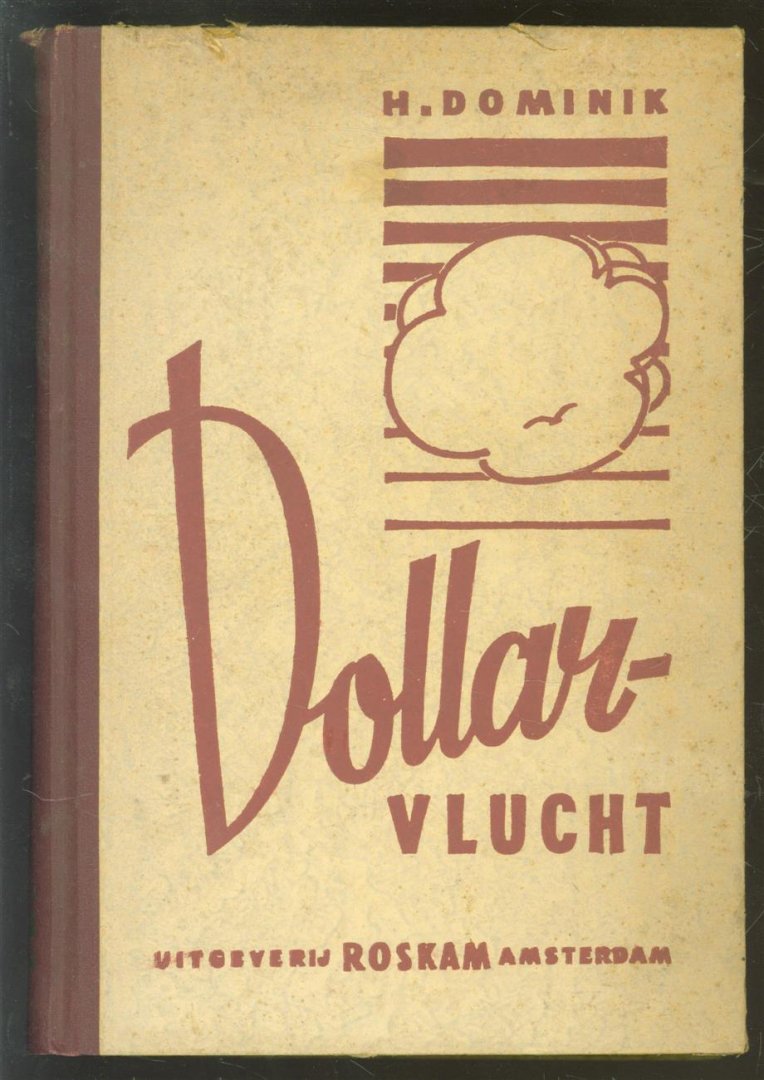 H. DOMINIK
Dollar-
VLUCHT
UITGEVERIJ ROSKAM AMSTERDAM